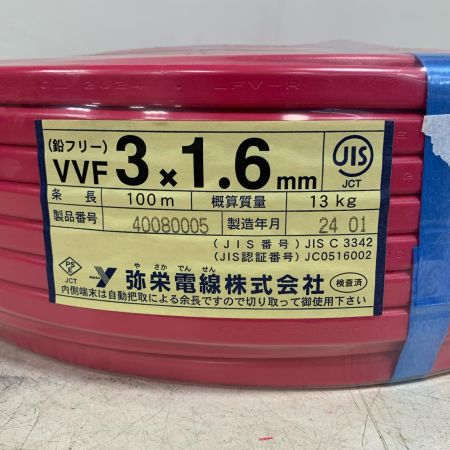 (鉛フリー)
VVF 3×1.6mm
JIS
JCT
条長 100m 概算質量 13kg
製品番号 40080005 製造年月 24 01
(JIS番号) JIS C 3342
(JIS認証番号) JC0516002
PSE
JCT
やさかでんせん
弥栄電線株式会社
検査済
内側端末は自動把取による余長ですので切り取って御使用下さい